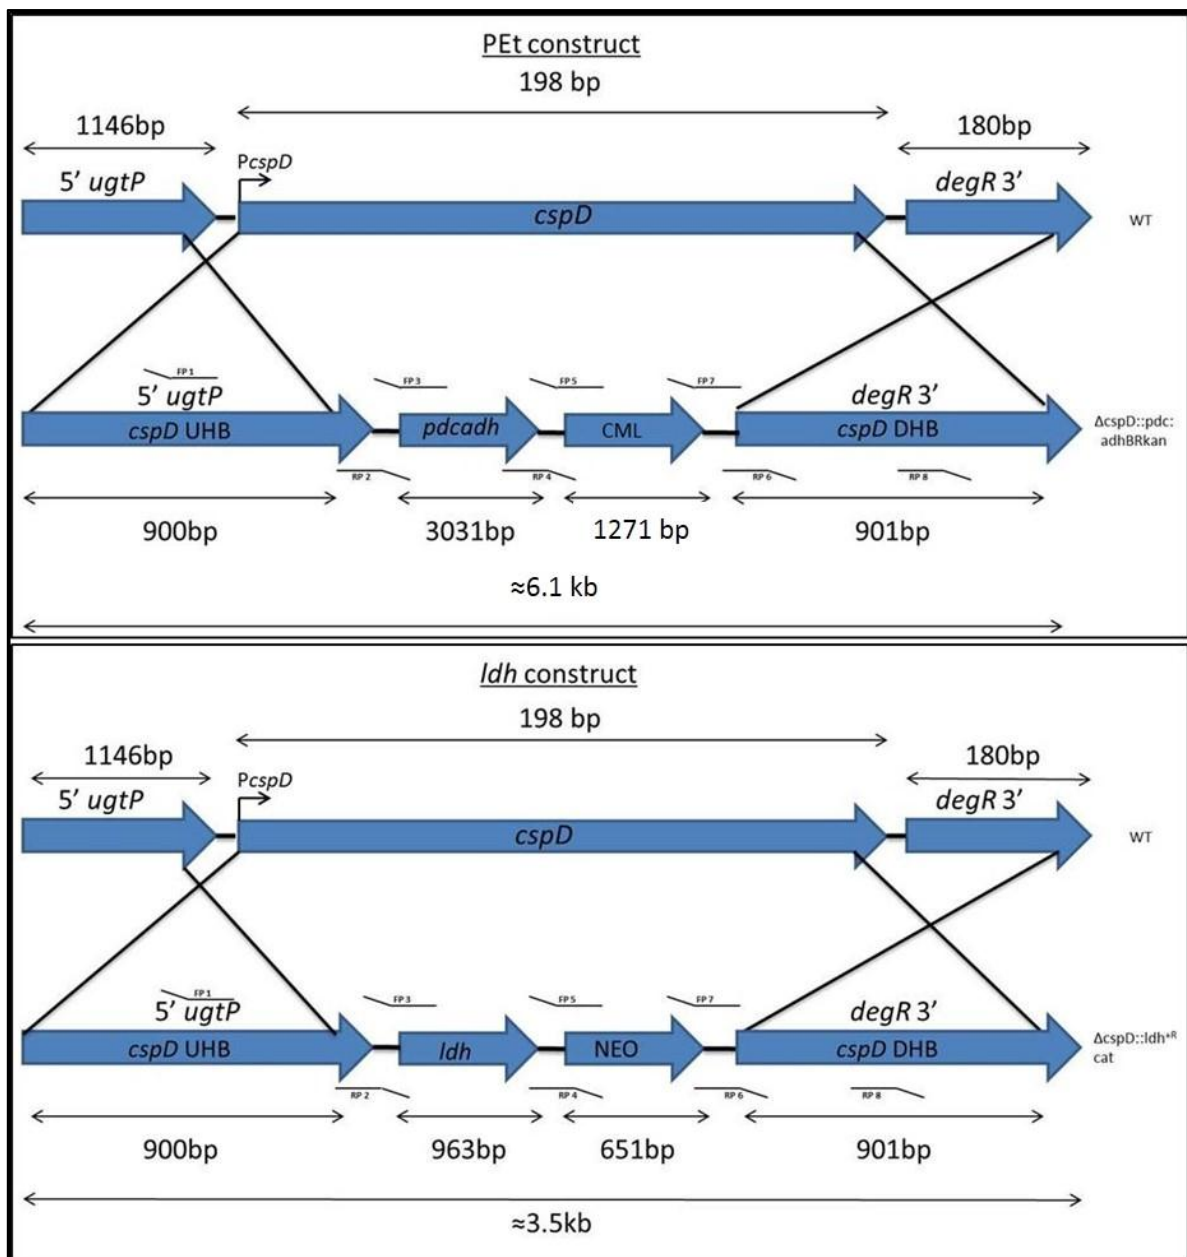 PEt construct
198 bp
1146bp
180bp
PcspD
5' ugtP
degR 3'
cspD
WT
FP 1
FP 3
FP 5
FP 7
5' ugtP
degR 3'
cspD UHB
pdcadh
CML
cspD DHB
ΔcspD::pdc:
adhBRkan
RP 2
RP 4
RP 6
RP 8
900bp
3031bp
1271 bp
901bp
≈6.1 kb
ldh construct
198 bp
1146bp
180bp
PcspD
5' ugtP
degR 3'
cspD
WT
FP 1
FP 3
FP 5
FP 7
5' ugtP
degR 3'
cspD UHB
ldh
NEO
cspD DHB
ΔcspD::ldh+R
cat
RP 2
RP 4
RP 6
RP 8
900bp
963bp
651bp
901bp
≈3.5kb